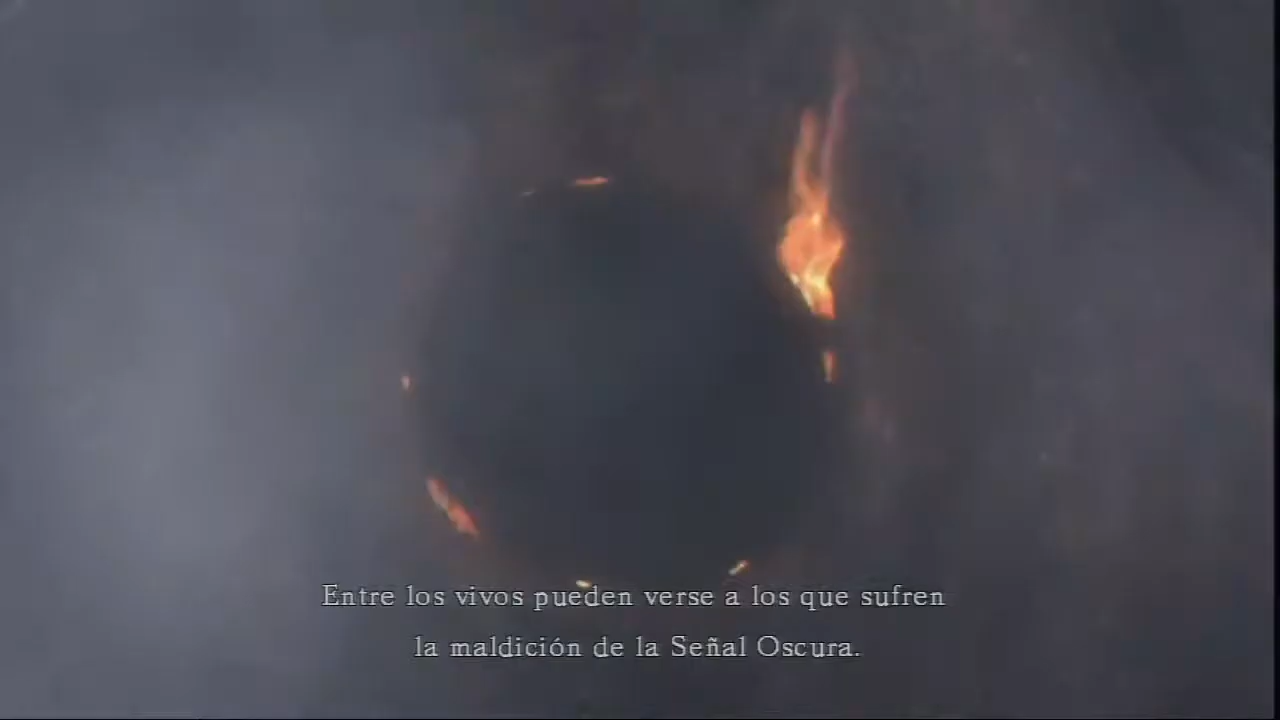 Entre los vivos pueden verse a los que sufren
la maldición de la Señal Oscura.